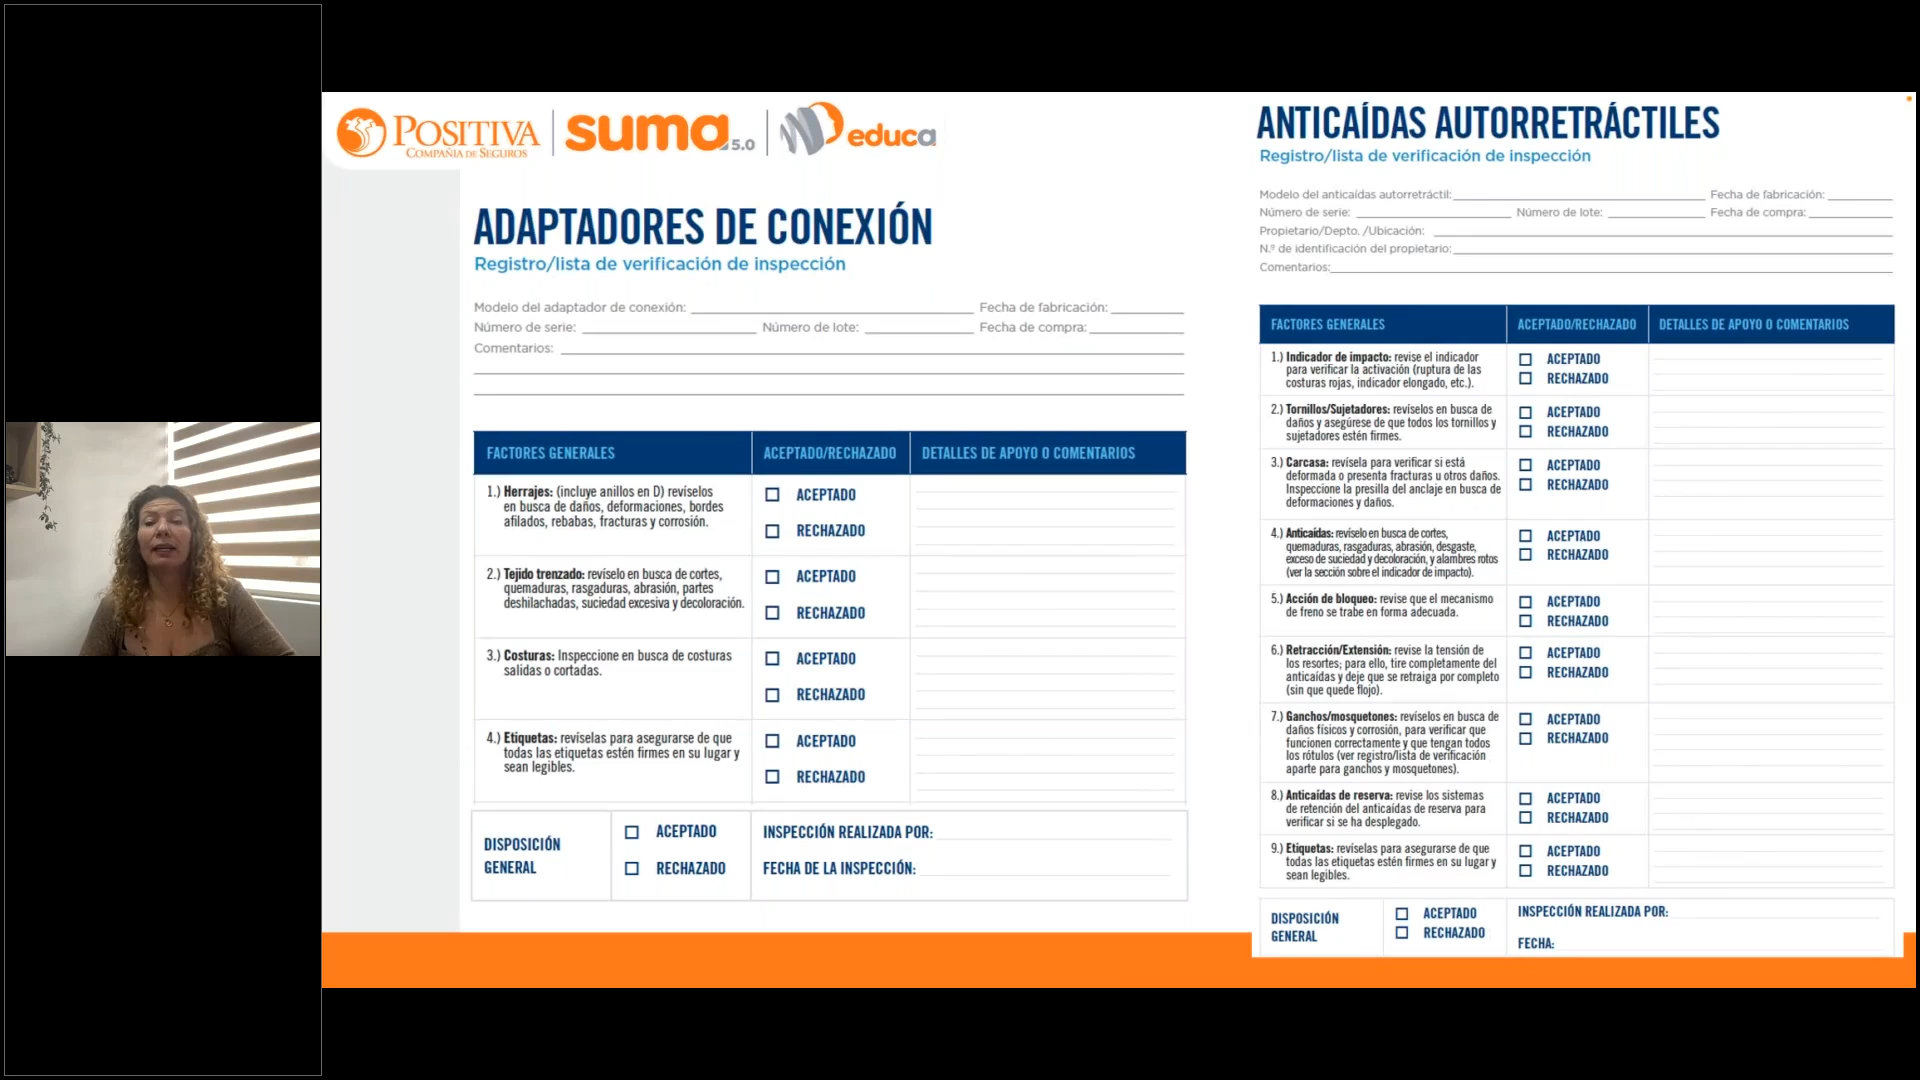 POSITIVA
COMPAÑIA DE SEGUROS
suma 5.0
educa
ADAPTADORES DE CONEXIÓN
Registro/lista de verificación de inspección
Modelo del adaptador de conexión: Fecha de fabricación:
Número de serie: Número de lote: Fecha de compra:
Comentarios:
FACTORES GENERALES ACEPTADO/RECHAZADO DETALLES DE APOYO O COMENTARIOS
1.) Herrajes: (incluye anillos en D) revíselos
en busca de daños, deformaciones, bordes
afilados, rebabas, fracturas y corrosión.
ACEPTADO
RECHAZADO
2.) Tejido trenzado: revíselo en busca de cortes,
quemaduras, rasgaduras, abrasión, partes
deshilachadas, suciedad excesiva y decoloración.
ACEPTADO
RECHAZADO
3.) Costuras: Inspeccione en busca de costuras
salidas o cortadas.
ACEPTADO
RECHAZADO
4.) Etiquetas: revíselas para asegurarse de que
todas las etiquetas estén firmes en su lugar y
sean legibles.
ACEPTADO
RECHAZADO
DISPOSICIÓN
GENERAL
ACEPTADO
RECHAZADO
INSPECCIÓN REALIZADA POR:
FECHA DE LA INSPECCIÓN:
ANTICAÍDAS AUTORRETRÁCTILES
Registro/lista de verificación de inspección
Modelo del anticaídas autorretráctil: Fecha de fabricación:
Número de serie: Número de lote: Fecha de compra:
Propietario/Depto. /Ubicación:
N.º de identificación del propietario:
Comentarios:
FACTORES GENERALES ACEPTADO/RECHAZADO DETALLES DE APOYO O COMENTARIOS
1.) Indicador de impacto: revise el indicador
para verificar la activación (ruptura de las
costuras rojas, indicador elongado, etc.).
ACEPTADO
RECHAZADO
2.) Tornillos/Sujetadores: revíselos en busca de
daños y asegúrese de que todos los tornillos y
sujetadores estén firmes.
ACEPTADO
RECHAZADO
3.) Carcasa: revísela para verificar si está
deformada o presenta fracturas u otros daños.
Inspeccione la presilla del anclaje en busca de
deformaciones y daños.
ACEPTADO
RECHAZADO
4.) Anticaídas: revíselo en busca de cortes,
quemaduras, rasgaduras, abrasión, desgaste,
exceso de suciedad y decoloración, y alambres rotos
(ver la sección sobre el indicador de impacto).
ACEPTADO
RECHAZADO
5.) Acción de bloqueo: revise que el mecanismo
de freno se trabe en forma adecuada.
ACEPTADO
RECHAZADO
6.) Retracción/Extensión: revise la tensión de
los resortes; para ello, tire completamente del
anticaídas y deje que se retraiga por completo
(sin que quede flojo).
ACEPTADO
RECHAZADO
7.) Ganchos/mosquetones: revíselos en busca de
daños físicos y corrosión, para verificar que
funcionen correctamente y que tengan todos
los rótulos (ver registro/lista de verificación
aparte para ganchos y mosquetones).
ACEPTADO
RECHAZADO
8.) Anticaídas de reserva: revise los sistemas
de retención del anticaídas de reserva para
verificar si se ha desplegado.
ACEPTADO
RECHAZADO
9.) Etiquetas: revíselas para asegurarse de que
todas las etiquetas estén firmes en su lugar y
sean legibles.
ACEPTADO
RECHAZADO
DISPOSICIÓN
GENERAL
ACEPTADO
RECHAZADO
INSPECCIÓN REALIZADA POR:
FECHA: